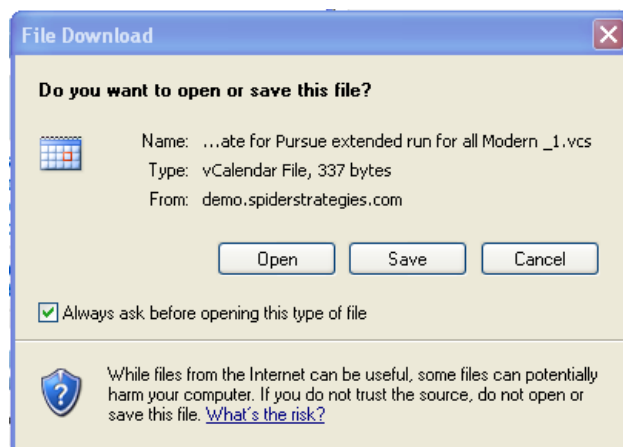 File Download
Do you want to open or save this file?
Name: ...ate for Pursue extended run for all Modern _1.vcs
Type: vCalendar File, 337 bytes
From: demo.spiderstrategies.com
Open Save Cancel
Always ask before opening this type of file
While files from the Internet can be useful, some files can potentially
harm your computer. If you do not trust the source, do not open or
save this file. What's the risk?